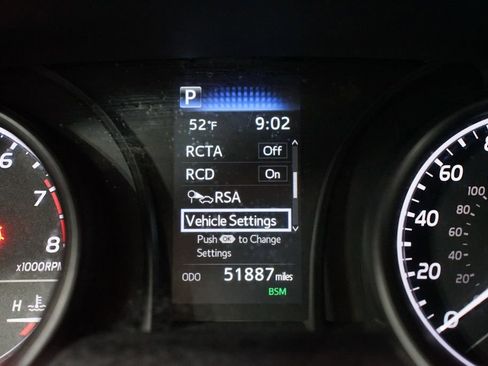 P
52°F 9:02
RCTA Off
RCD On
RSA
Vehicle Settings
Push OK to Change
Settings
ODO 51887 miles
BSM
6
7
8
x1000RPM
H
80
60
40
20
0
100
80
60
40
20